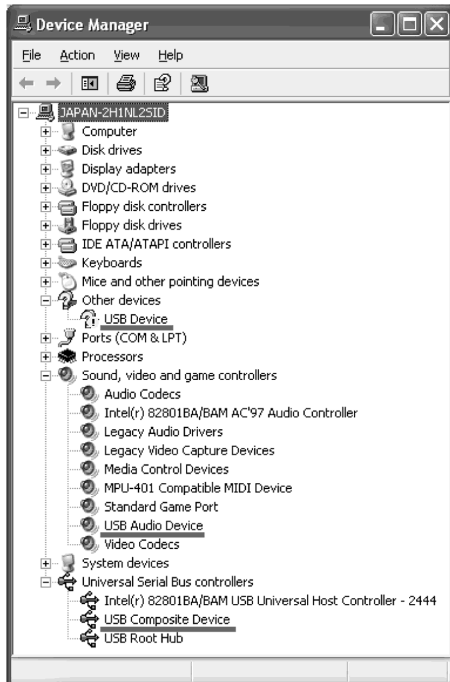 Device Manager
File Action View Help
JAPAN-2H1NL2SID
Computer
Disk drives
Display adapters
DVD/CD-ROM drives
Floppy disk controllers
Floppy disk drives
IDE ATA/ATAPI controllers
Keyboards
Mice and other pointing devices
Other devices
USB Device
Ports (COM & LPT)
Processors
Sound, video and game controllers
Audio Codecs
Intel(r) 82801BA/BAM AC'97 Audio Controller
Legacy Audio Drivers
Legacy Video Capture Devices
Media Control Devices
MPU-401 Compatible MIDI Device
Standard Game Port
USB Audio Device
Video Codecs
System devices
Universal Serial Bus controllers
Intel(r) 82801BA/BAM USB Universal Host Controller - 2444
USB Composite Device
USB Root Hub